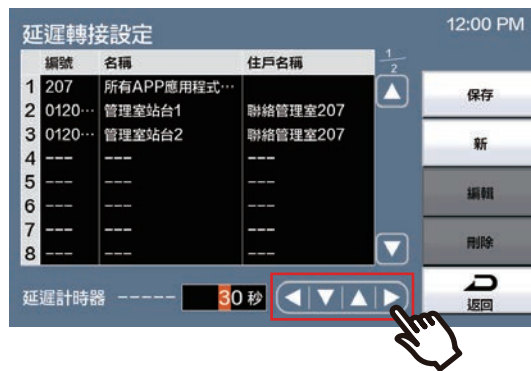 延遲轉接設定 12:00 PM
編號 名稱 住戶名稱 1/2
1 207 所有APP應用程式⋯
2 0120⋯ 管理室站台1 聯絡管理室207
3 0120⋯ 管理室站台2 聯絡管理室207
4 --- --- ---
5 --- --- ---
6 --- --- ---
7 --- --- ---
8 --- --- ---
保存
新
編輯
刪除
延遲計時器 ----- 30 秒
返回